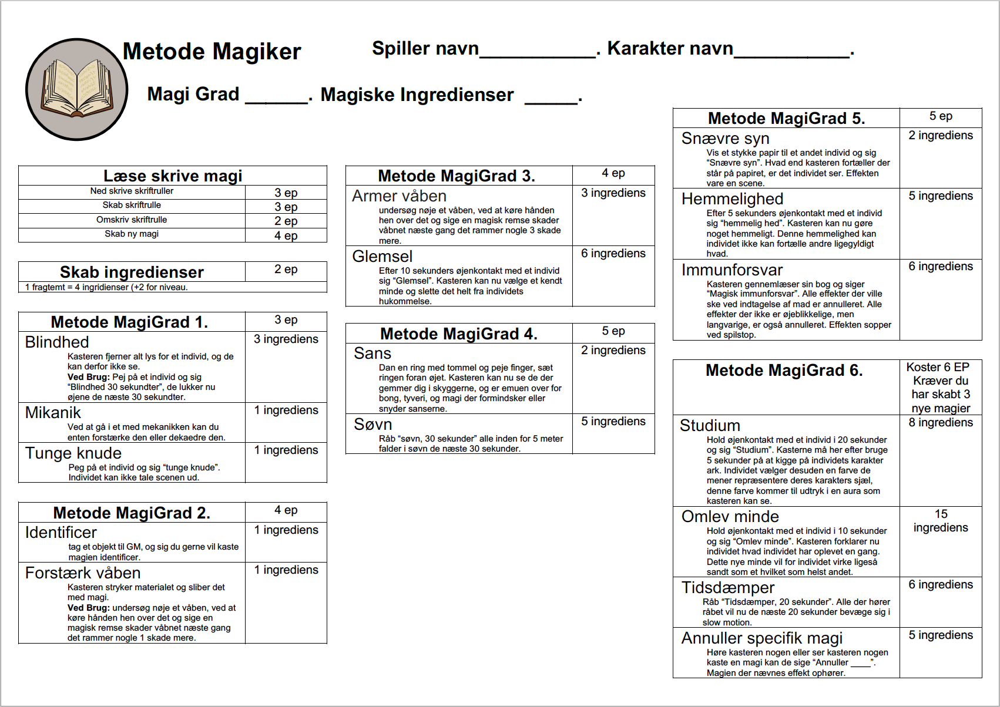 Metode Magiker
Spiller navn___________. Karakter navn___________.
Magi Grad ______. Magiske Ingredienser _____.
Læse skrive magi
Ned skrive skriftruller 3 ep
Skab skriftrulle 3 ep
Omskriv skriftrulle 2 ep
Skab ny magi 4 ep
Skab ingredienser 2 ep
1 fragtemt = 4 ingridienser (+2 for niveau.
Metode MagiGrad 1. 3 ep
Blindhed 3 ingrediens
Kasteren fjerner alt lys for et individ, og de
kan derfor ikke se.
Ved Brug: Pej på et individ og sig
“Blindhed 30 sekundter”, de lukker nu
øjene de næste 30 sekundter.
Mikanik 1 ingrediens
Ved at gå i et med mekanikken kan du
enten forstærke den eller dekaedre den.
Tunge knude 1 ingrediens
Peg på et individ og sig “tunge knude”.
Individet kan ikke tale scenen ud.
Metode MagiGrad 2. 4 ep
Identificer 1 ingrediens
tag et objekt til GM, og sig du gerne vil kaste
magien identificer.
Forstærk våben 1 ingrediens
Kasteren stryker materialet og sliber det
med magi.
Ved Brug: undersøg nøje et våben, ved at
køre hånden hen over det og sige en
magisk remse skader våbnet næste gang
det rammer nogle 1 skade mere.
Metode MagiGrad 3. 4 ep
Armer våben 3 ingrediens
undersøg nøje et våben, ved at køre hånden
hen over det og sige en magisk remse skader
våbnet næste gang det rammer nogle 3 skade
mere.
Glemsel 6 ingrediens
Efter 10 sekunders øjenkontakt med et individ
sig “Glemsel”. Kasteren kan nu vælge et kendt
minde og slette det helt fra individets
hukommelse.
Metode MagiGrad 4. 5 ep
Sans 2 ingrediens
Dan en ring med tommel og peje finger, sæt
ringen foran øjet. Kasteren kan nu se de der
gemmer dig i skyggerne, og er emuen over for
bong, tyveri, og magi der formindsker eller
snyder sanserne.
Søvn 5 ingrediens
Råb “søvn, 30 sekunder” alle inden for 5 meter
falder i søvn de næste 30 sekunder.
Metode MagiGrad 5. 5 ep
Snævre syn 2 ingrediens
Vis et stykke papir til et andet individ og sig
“Snævre syn”. Hvad end kasteren fortæller der
står på papiret, er det individet ser. Effekten
vare en scene.
Hemmelighed 5 ingrediens
Efter 5 sekunders øjenkontakt med et individ
sig “hemmelig hed”. Kasteren kan nu gøre
noget hemmeligt. Denne hemmelighed kan
individet ikke kan fortælle andre ligegyldigt
hvad.
Immunforsvar 6 ingrediens
Kasteren gennemlæser sin bog og siger
“Magisk immunforsvar”. Alle effekter der ville
ske ved indtagelse af mad er annulleret. Alle
effekter der ikke er øjeblikkelige, men
langvarige, er også annulleret. Effekten sopper
ved spilstop.
Metode MagiGrad 6. Koster 6 EP
Kræver du
har skabt 3
nye magier
Studium 8 ingrediens
Hold øjenkontakt med et individ i 20 sekunder
og sig “Studium”. Kasterne må her efter bruge
5 sekunder på at kigge på individets karakter
ark. Individet vælger desuden en farve de
mener repræsentere deres karakters sjæl,
denne farve kommer til udtryk i en aura som
kasteren kan se.
Omlev minde 15
ingrediens
Hold øjenkontakt med et individ i 10 sekunder
og sig “Omlev minde”. Kasteren forklarer nu
individet hvad individet har oplevet en gang.
Dette nye minde vil for individet virke ligeså
sandt som et hvilket som helst andet.
Tidsdæmper 6 ingrediens
Råb “Tidsdæmper, 20 sekunder”. Alle der hører
råbet vil nu de næste 20 sekunder bevæge sig i
slow motion.
Annuller specifik magi 5 ingrediens
Høre kasteren nogen eller ser kasteren nogen
kaste en magi kan de sige “Annuller ____”.
Magien der nævnes effekt ophører.